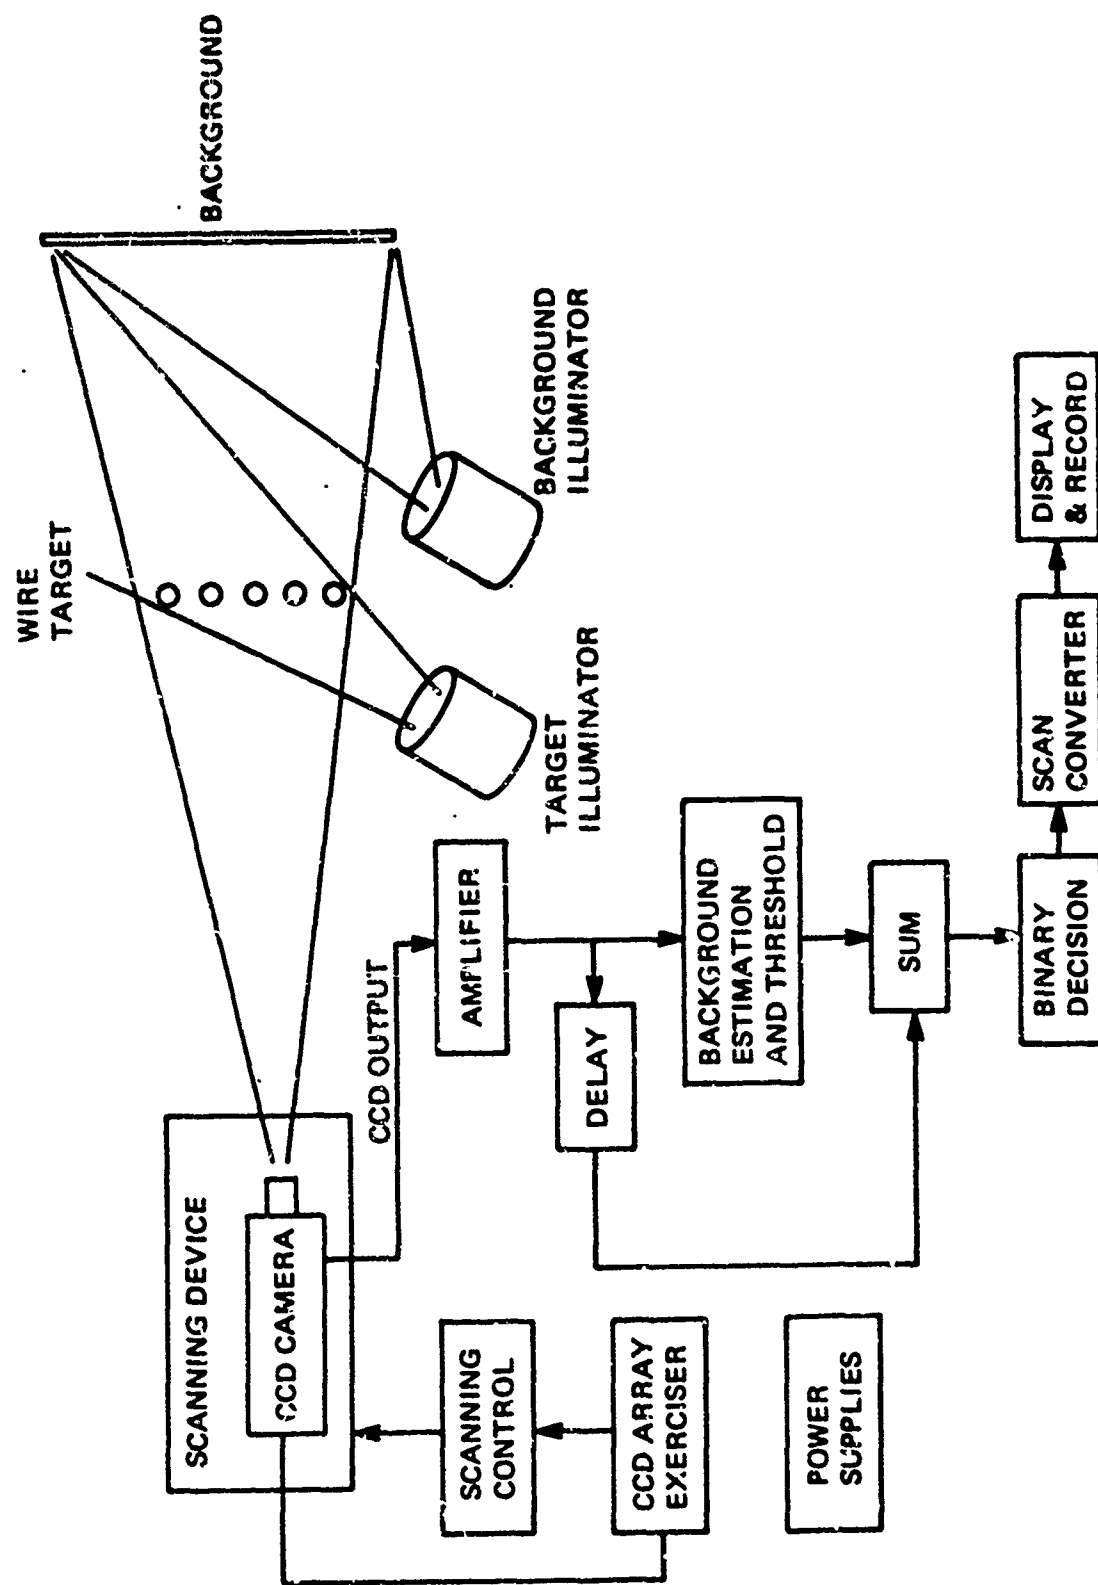 WIRE
TARGET
BACKGROUND
SCANNING DEVICE
CCD CAMERA
CCD OUTPUT
TARGET
ILLUMINATOR
BACKGROUND
ILLUMINATOR
SCANNING
CONTROL
AMPLIFIER
CCD ARRAY
EXERCISER
DELAY
BACKGROUND
ESTIMATION
AND THRESHOLD
POWER
SUPPLIES
SUM
BINARY
DECISION
SCAN
CONVERTER
DISPLAY
& RECORD